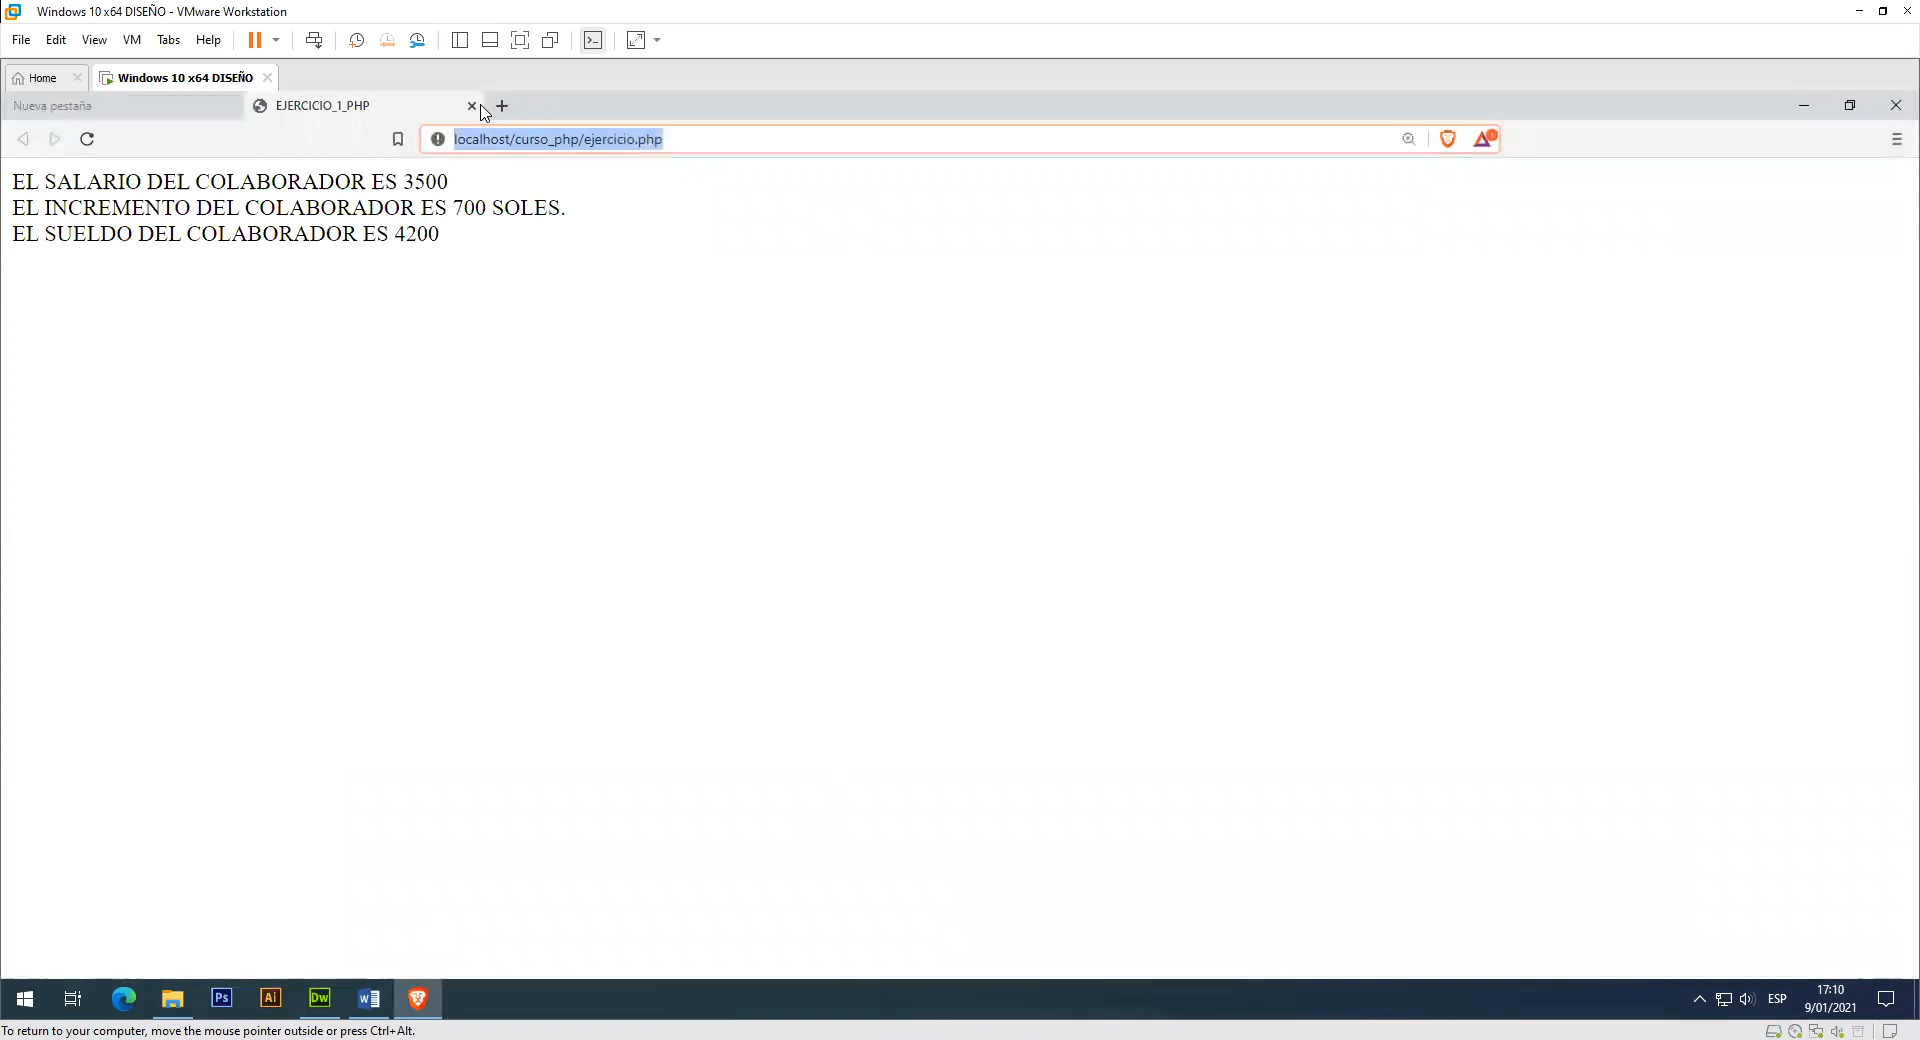 Windows 10 x64 DISEÑO - VMware Workstation
File Edit View VM Tabs Help
Home Windows 10 x64 DISEÑO
Nueva pestaña EJERCICIO_1_PHP
localhost/curso_php/ejercicio.php
EL SALARIO DEL COLABORADOR ES 3500
EL INCREMENTO DEL COLABORADOR ES 700 SOLES.
EL SUELDO DEL COLABORADOR ES 4200
Ps Ai Dw W ESP 17:10
9/01/2021
To return to your computer, move the mouse pointer outside or press Ctrl+Alt.